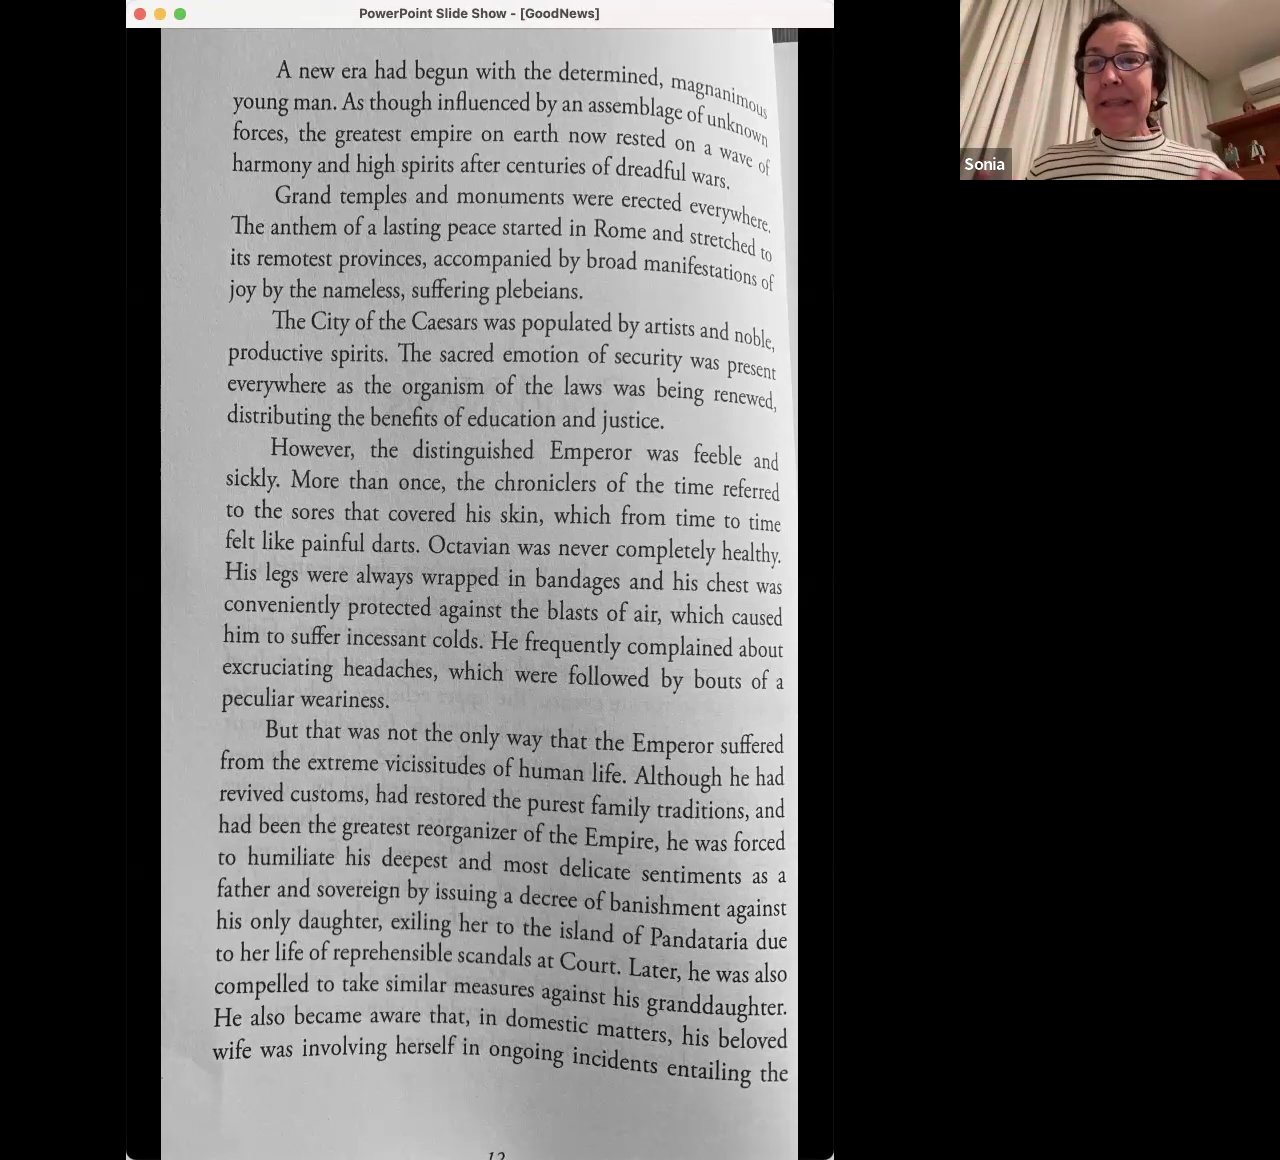 PowerPoint Slide Show - [GoodNews]
A new era had begun with the determined, magnanimous
young man. As though influenced by an assemblage of unknown
forces, the greatest empire on earth now rested on a wave of
harmony and high spirits after centuries of dreadful wars.
Grand temples and monuments were erected everywhere.
The anthem of a lasting peace started in Rome and stretched to
its remotest provinces, accompanied by broad manifestations of
joy by the nameless, suffering plebeians.
The City of the Caesars was populated by artists and noble,
productive spirits. The sacred emotion of security was present
everywhere as the organism of the laws was being renewed,
distributing the benefits of education and justice.
However, the distinguished Emperor was feeble and
sickly. More than once, the chroniclers of the time referred
to the sores that covered his skin, which from time to time
felt like painful darts. Octavian was never completely healthy.
His legs were always wrapped in bandages and his chest was
conveniently protected against the blasts of air, which caused
him to suffer incessant colds. He frequently complained about
excruciating headaches, which were followed by bouts of a
peculiar weariness.
But that was not the only way that the Emperor suffered
from the extreme vicissitudes of human life. Although he had
revived customs, had restored the purest family traditions, and
had been the greatest reorganizer of the Empire, he was forced
to humiliate his deepest and most delicate sentiments as a
father and sovereign by issuing a decree of banishment against
his only daughter, exiling her to the island of Pandataria due
to her life of reprehensible scandals at Court. Later, he was also
compelled to take similar measures against his granddaughter.
He also became aware that, in domestic matters, his beloved
wife was involving herself in ongoing incidents entailing the
12
Sonia